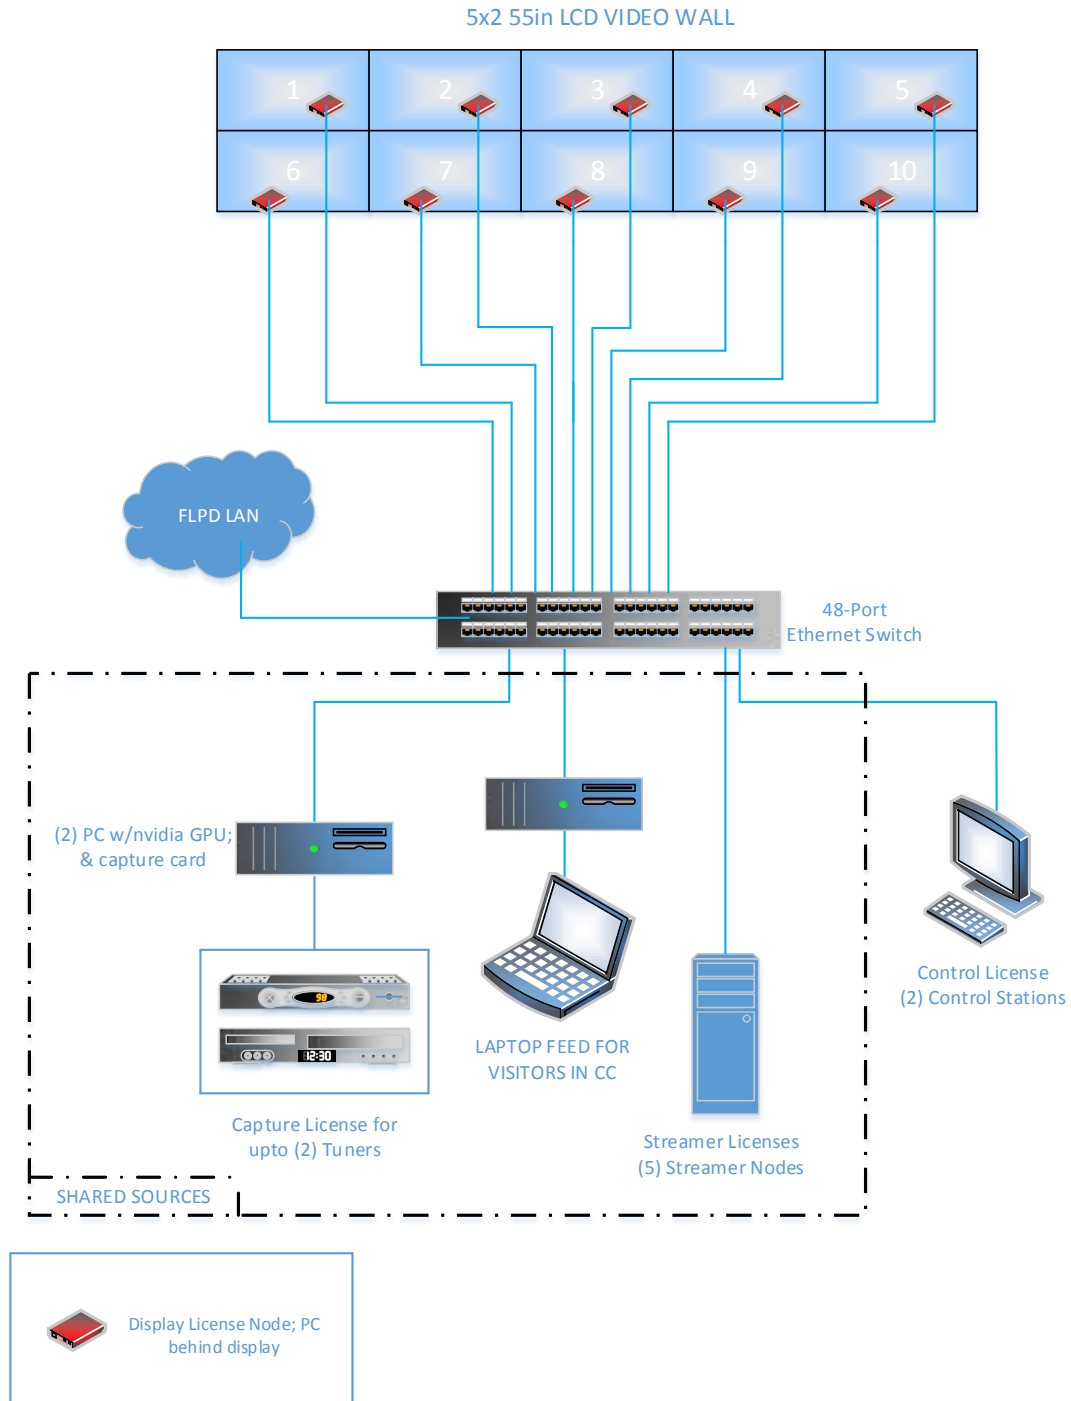 5x2 55in LCD VIDEO WALL
1
2
3
4
5
6
7
8
9
10
FLPD LAN
48-Port
Ethernet Switch
(2) PC w/nvidia GPU;
& capture card
98
12:30
Capture License for
upto (2) Tuners
LAPTOP FEED FOR
VISITORS IN CC
Streamer Licenses
(5) Streamer Nodes
Control License
(2) Control Stations
SHARED SOURCES
Display License Node; PC
behind display